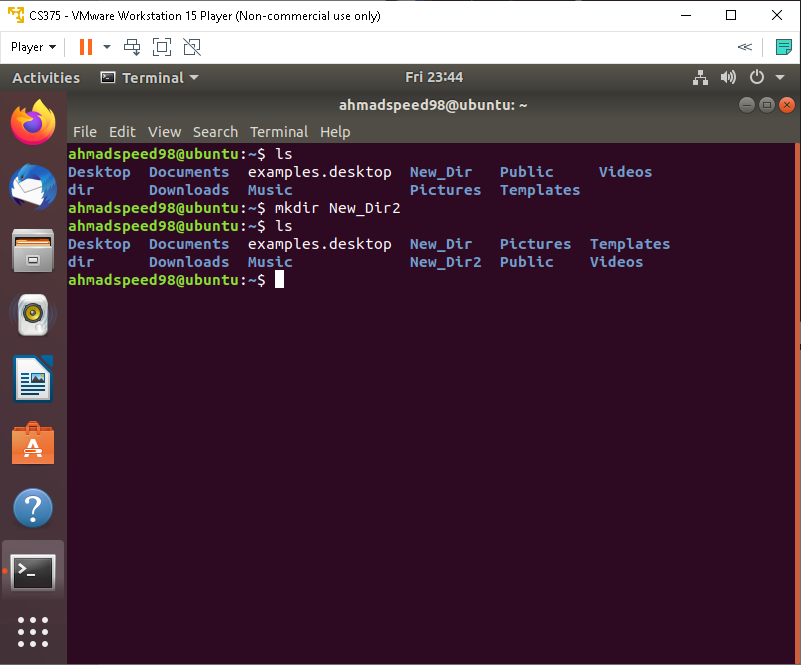 CS375 - VMware Workstation 15 Player (Non-commercial use only)
Player
Activities Terminal Fri 23:44
ahmadspeed98@ubuntu: ~
File Edit View Search Terminal Help
ahmadspeed98@ubuntu:~$ ls
Desktop Documents examples.desktop New_Dir Public Videos
dir Downloads Music Pictures Templates
ahmadspeed98@ubuntu:~$ mkdir New_Dir2
ahmadspeed98@ubuntu:~$ ls
Desktop Documents examples.desktop New_Dir Pictures Templates
dir Downloads Music New_Dir2 Public Videos
ahmadspeed98@ubuntu:~$